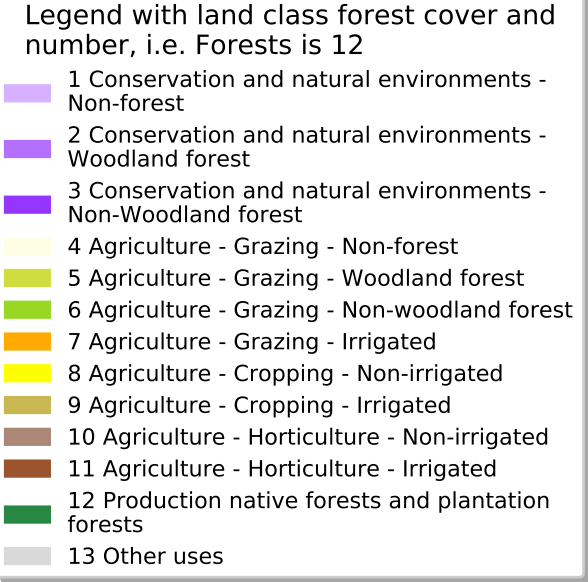 Legend with land class forest cover and
number, i.e. Forests is 12
1 Conservation and natural environments -
Non-forest
2 Conservation and natural environments -
Woodland forest
3 Conservation and natural environments -
Non-Woodland forest
4 Agriculture - Grazing - Non-forest
5 Agriculture - Grazing - Woodland forest
6 Agriculture - Grazing - Non-woodland forest
7 Agriculture - Grazing - Irrigated
8 Agriculture - Cropping - Non-irrigated
9 Agriculture - Cropping - Irrigated
10 Agriculture - Horticulture - Non-irrigated
11 Agriculture - Horticulture - Irrigated
12 Production native forests and plantation
forests
13 Other uses